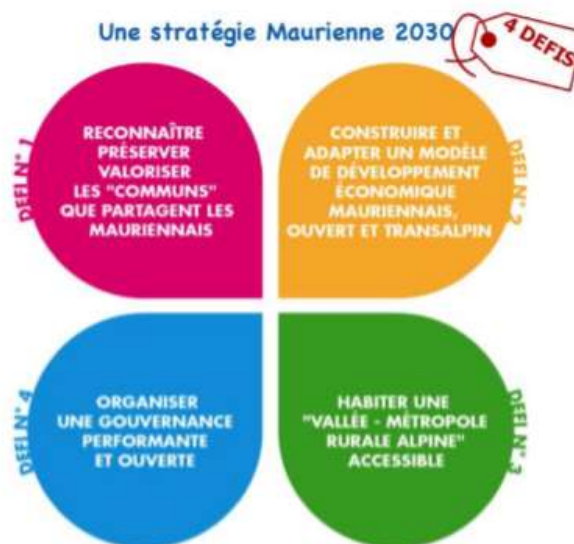 Une stratégie Maurienne 2030
4 DEFIS
DEFI N° 1
RECONNAÎTRE
PRÉSERVER
VALORISER
LES "COMMUNS"
QUE PARTAGENT LES
MAURIENNAIS
CONSTRUIRE ET
ADAPTER UN MODÈLE
DE DÉVELOPPEMENT
ÉCONOMIQUE
MAURIENNAIS,
OUVERT ET TRANSALPIN
DEFI N° 2
DEFI N° 4
ORGANISER
UNE GOUVERNANCE
PERFORMANTE
ET OUVERTE
HABITER UNE
"VALLÉE - MÉTROPOLE
RURALE ALPINE"
ACCESSIBLE
DEFI N° 3